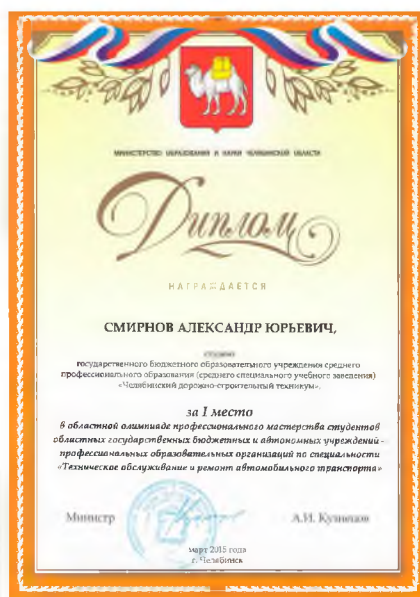 МИНИСТЕРСТВО ОБРАЗОВАНИЯ И НАУКИ ЧЕЛЯБИНСКОЙ ОБЛАСТИ
Диплом
НАГРАЖДАЕТСЯ
СМИРНОВ АЛЕКСАНДР ЮРЬЕВИЧ,
студент
государственного бюджетного образовательного учреждения среднего
профессионального образования (среднего специального учебного заведения)
«Челябинский дорожно-строительный техникум».
за I место
в областной олимпиаде профессионального мастерства студентов
областных государственных бюджетных и автономных учреждений -
профессиональных образовательных организаций по специальности
«Техническое обслуживание и ремонт автомобильного транспорта»
Министр А.И. Кузнецов
март 2015 года
г. Челябинск